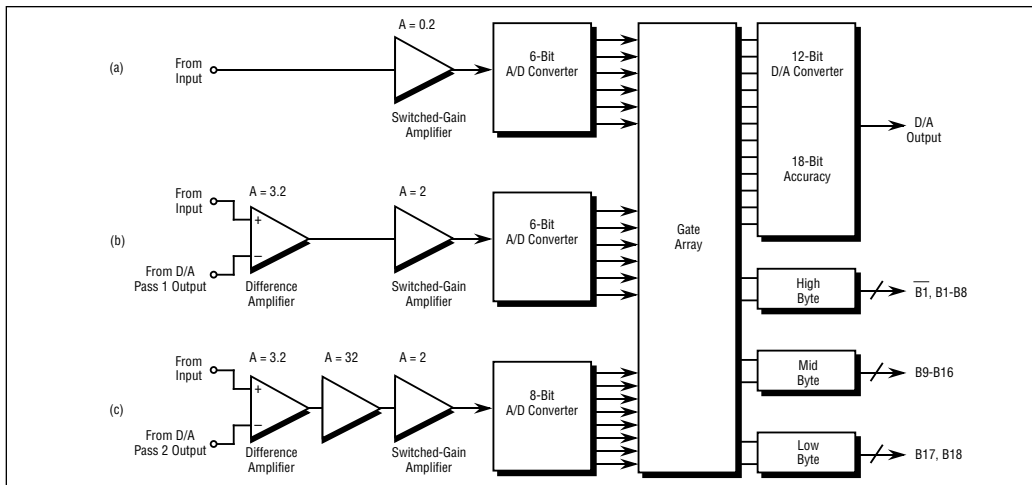 (a)
From
Input
A = 0.2
Switched-Gain
Amplifier
6-Bit
A/D Converter
Gate
Array
12-Bit
D/A Converter
18-Bit
Accuracy
D/A
Output
(b)
From
Input
From D/A
Pass 1 Output
A = 3.2
+
–
Difference
Amplifier
A = 2
Switched-Gain
Amplifier
6-Bit
A/D Converter
High
Byte
B1, B1-B8
(c)
From
Input
From D/A
Pass 2 Output
A = 3.2
+
–
Difference
Amplifier
A = 32
A = 2
Switched-Gain
Amplifier
8-Bit
A/D Converter
Mid
Byte
B9-B16
Low
Byte
B17, B18